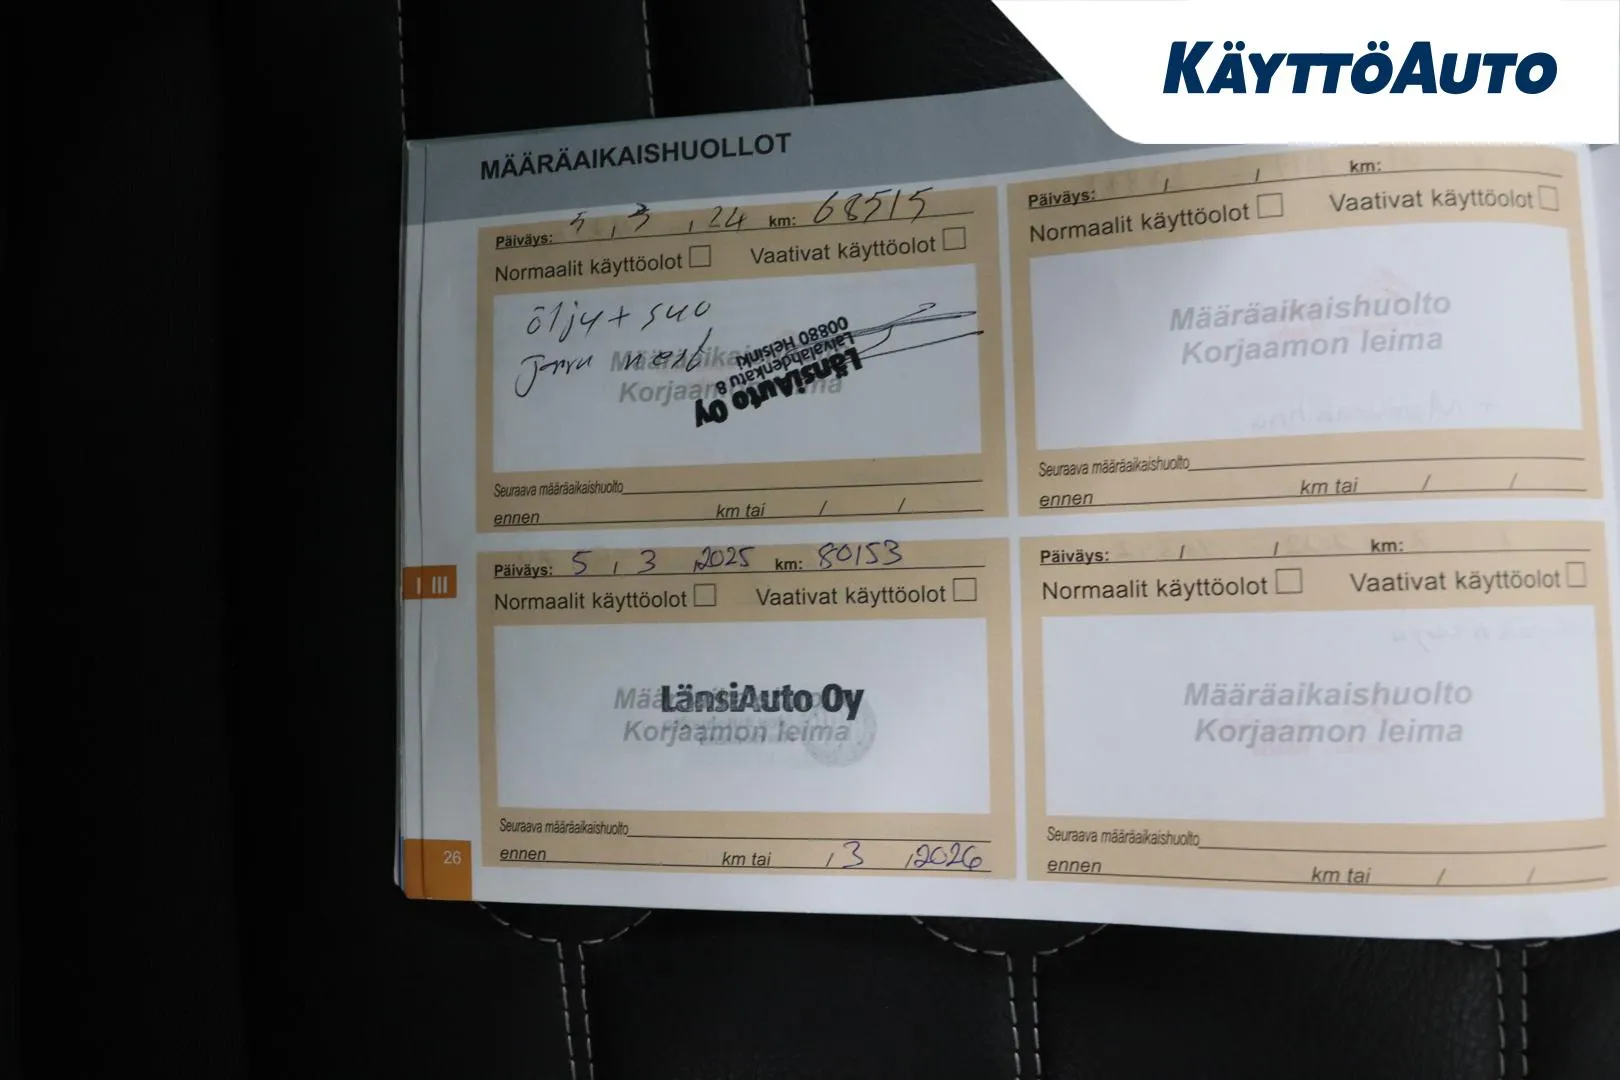 KÄYTTÖAUTO
MÄÄRÄAIKAISHUOLLOT
Päiväys: 5 , 3 , 24 km: 68515
Normaalit käyttöolot Vaativat käyttöolot
öljy + suo
Jarru nest
Määräaikaishuolto
Korjaamon leima
LänsiAuto Oy
Laivalahdenkatu 8
00880 Helsinki
Seuraava määräaikaishuolto
ennen km tai / /
Päiväys: 5 , 3 , 2025 km: 80153
Normaalit käyttöolot Vaativat käyttöolot
LänsiAuto Oy
Korjaamon leima
Seuraava määräaikaishuolto
ennen km tai , 3 , 2026
26
I III
Päiväys: / / km:
Normaalit käyttöolot Vaativat käyttöolot
Määräaikaishuolto
Korjaamon leima
Seuraava määräaikaishuolto
ennen km tai / /
Päiväys: / / km:
Normaalit käyttöolot Vaativat käyttöolot
Määräaikaishuolto
Korjaamon leima
Seuraava määräaikaishuolto
ennen km tai / /